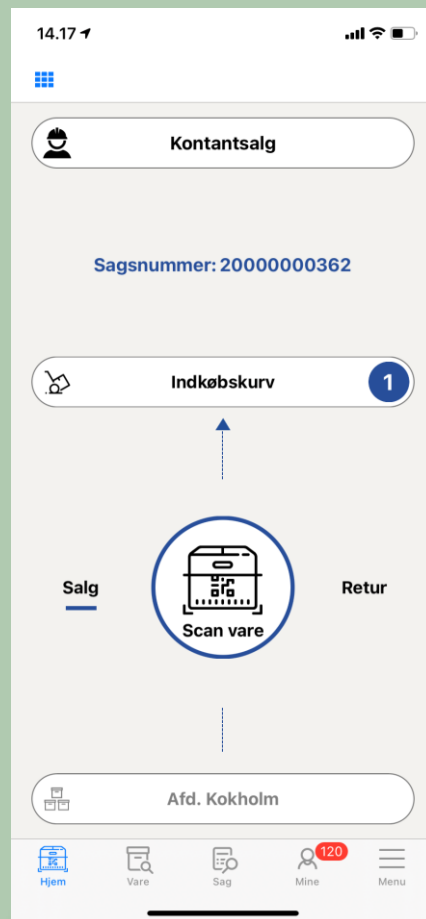 14.17
Kontantsalg
Sagsnummer: 20000000362
Indkøbskurv
1
Salg
Scan vare
Retur
Afd. Kokholm
120
Hjem
Vare
Sag
Mine
Menu